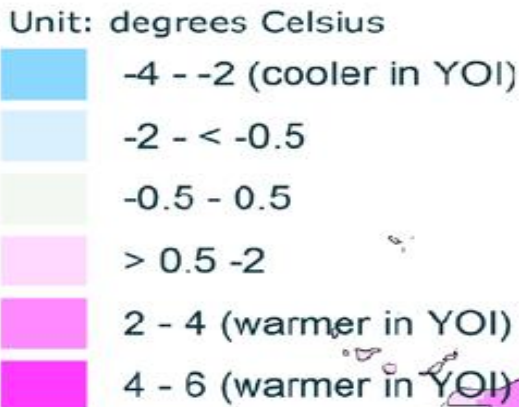 Unit: degrees Celsius
-4 - -2 (cooler in YOI)
-2 - < -0.5
-0.5 - 0.5
> 0.5 -2
2 - 4 (warmer in YOI)
4 - 6 (warmer in YOI)